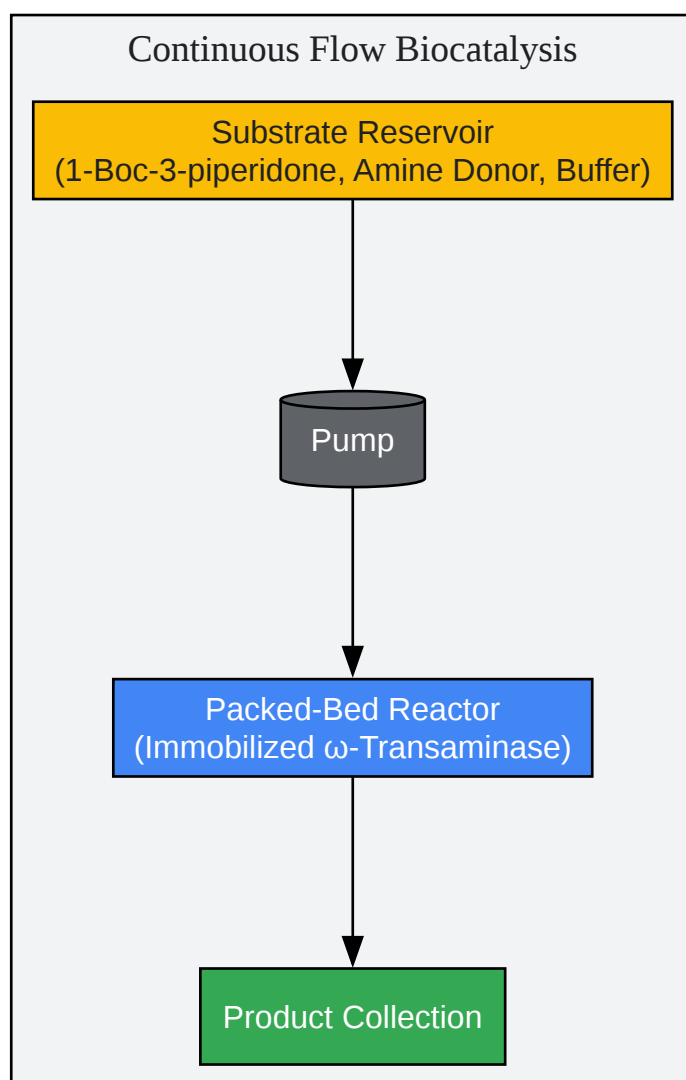 Continuous Flow Biocatalysis
Substrate Reservoir
(1-Boc-3-piperidone, Amine Donor, Buffer)
Pump
Packed-Bed Reactor
(Immobilized ω-Transaminase)
Product Collection